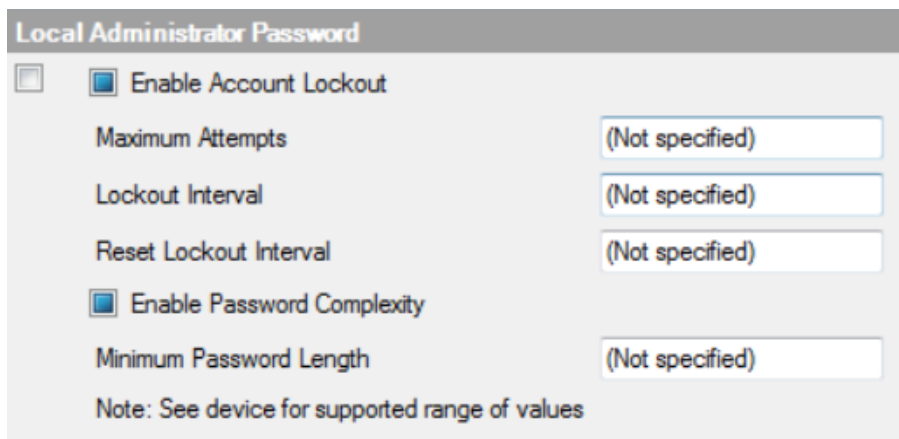 Local Administrator Password
Enable Account Lockout
Maximum Attempts (Not specified)
Lockout Interval (Not specified)
Reset Lockout Interval (Not specified)
Enable Password Complexity
Minimum Password Length (Not specified)
Note: See device for supported range of values